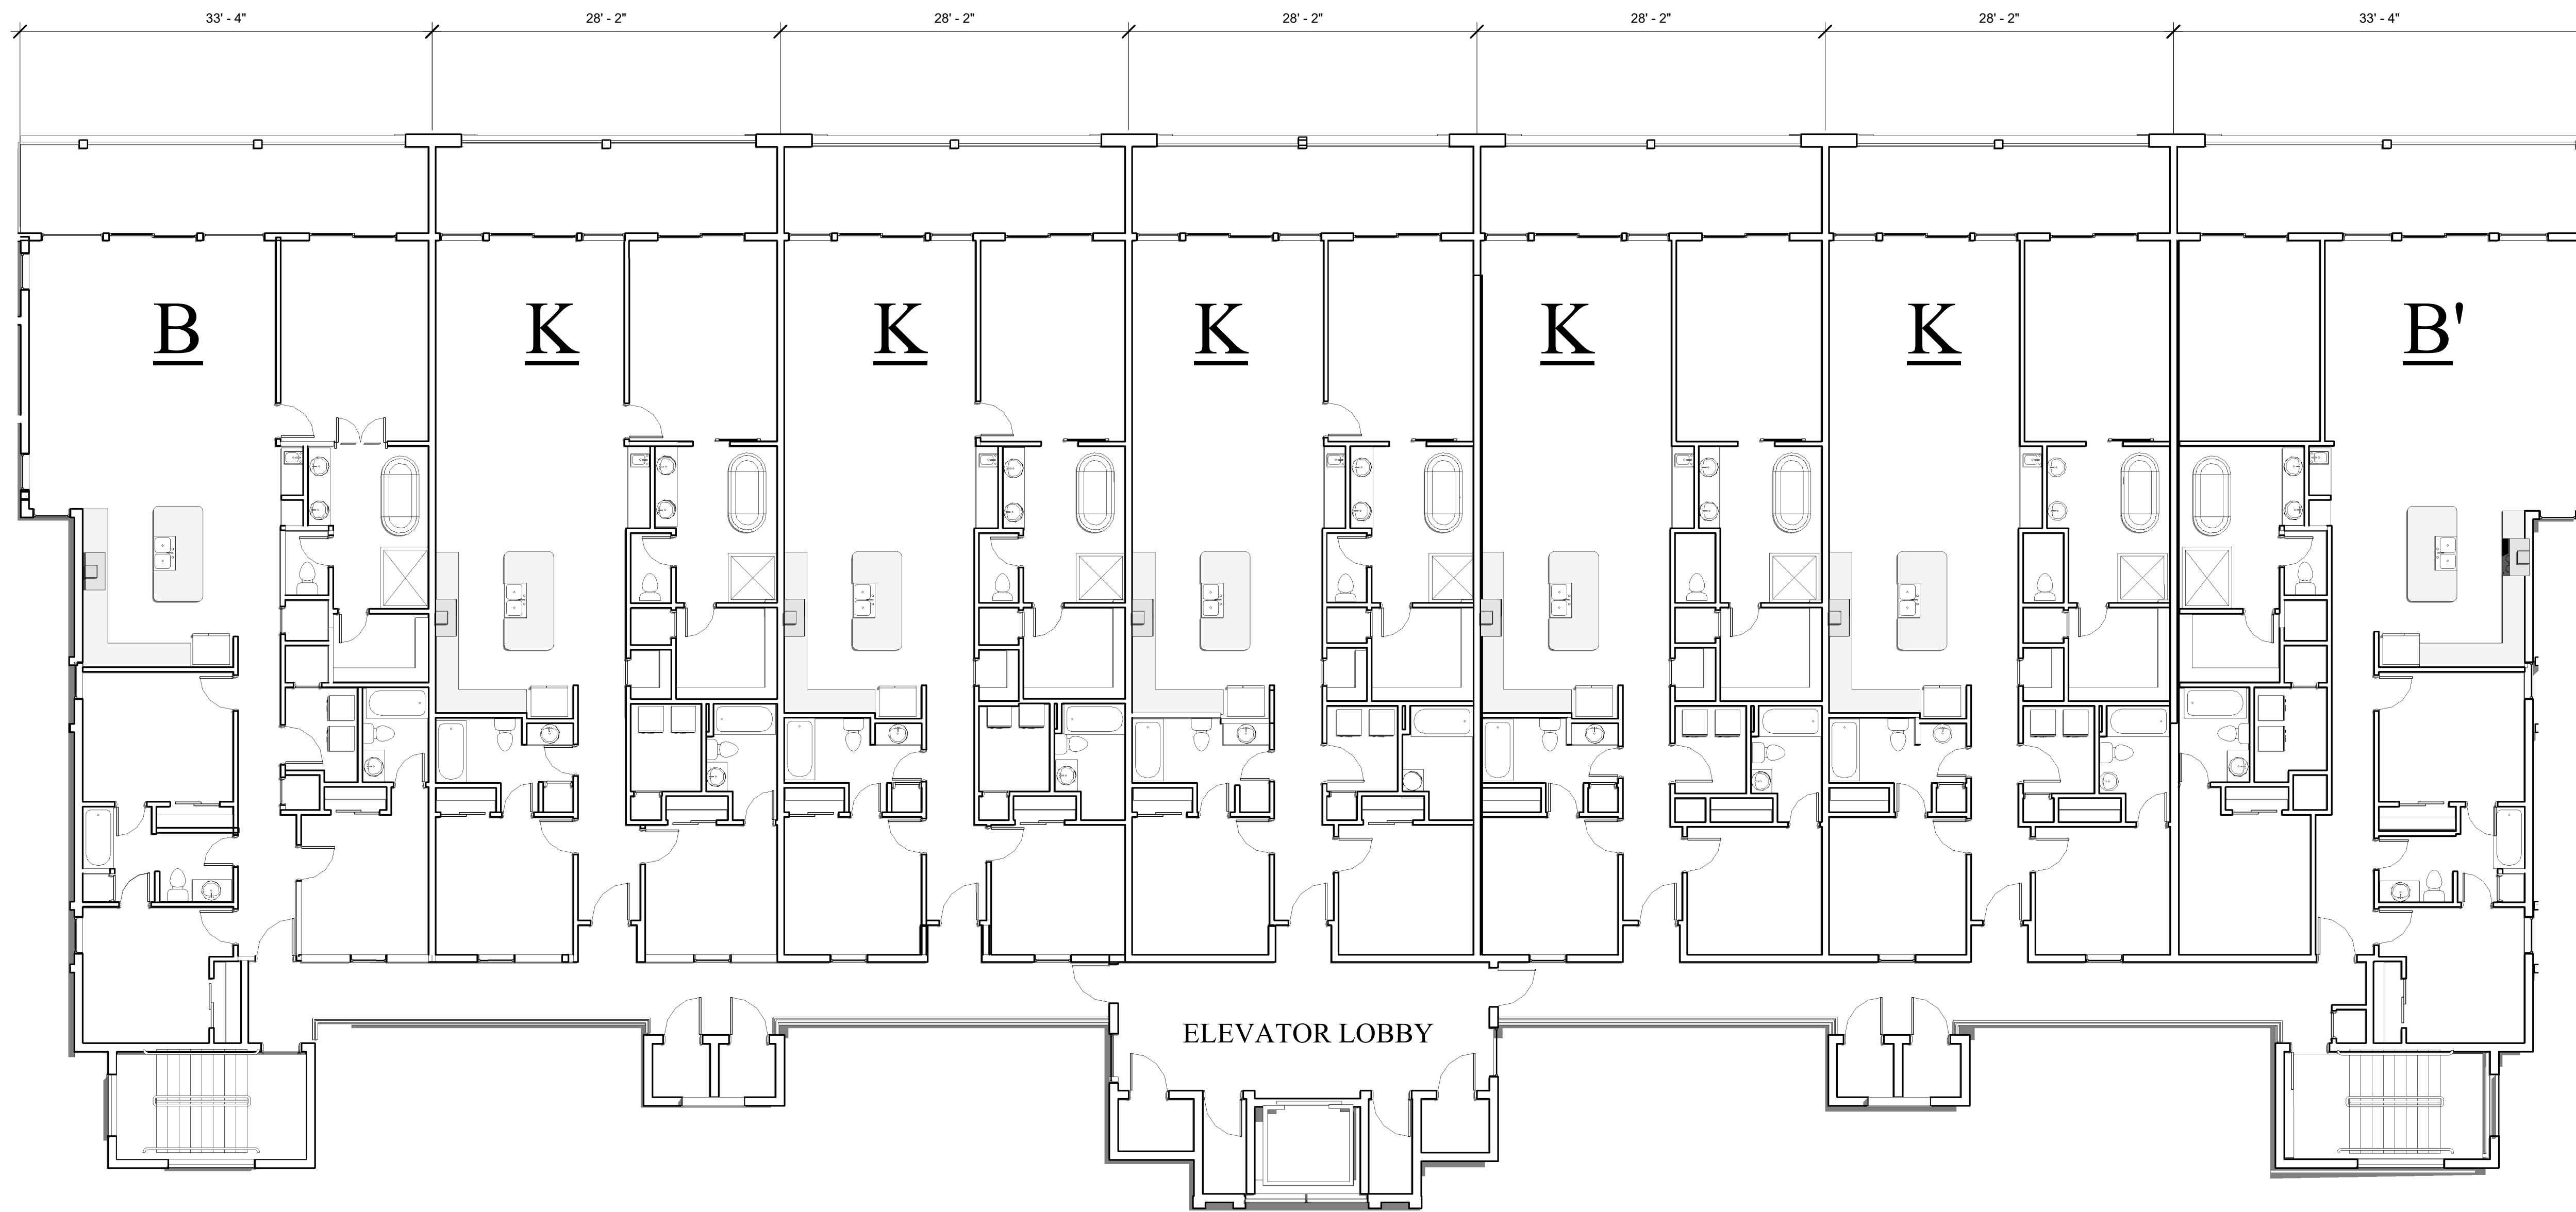 33' - 4"
28' - 2"
28' - 2"
28' - 2"
28' - 2"
28' - 2"
33' - 4"
B
K
K
K
K
K
B'
ELEVATOR LOBBY